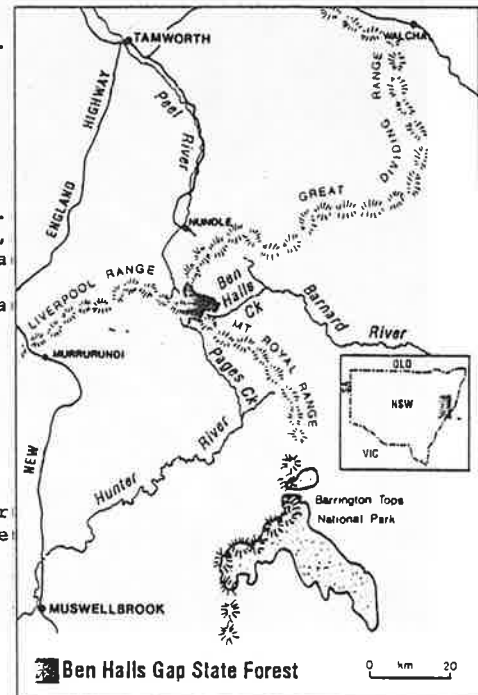 TAMWORTH
WALCHA
Peel
River
HIGHWAY
ENGLAND
NEW
GREAT
DIVIDING
RANGE
NUNDLE
Ben
Halls
Ck
Barnard
River
LIVERPOOL RANGE
MT ROYAL RANGE
MURRURUNDI
Pages Ck
QLD
SA
NSW
VIC
Hunter
River
Barrington Tops
National Park
MUSWELLBROOK
Ben Halls Gap State Forest
0 km 20